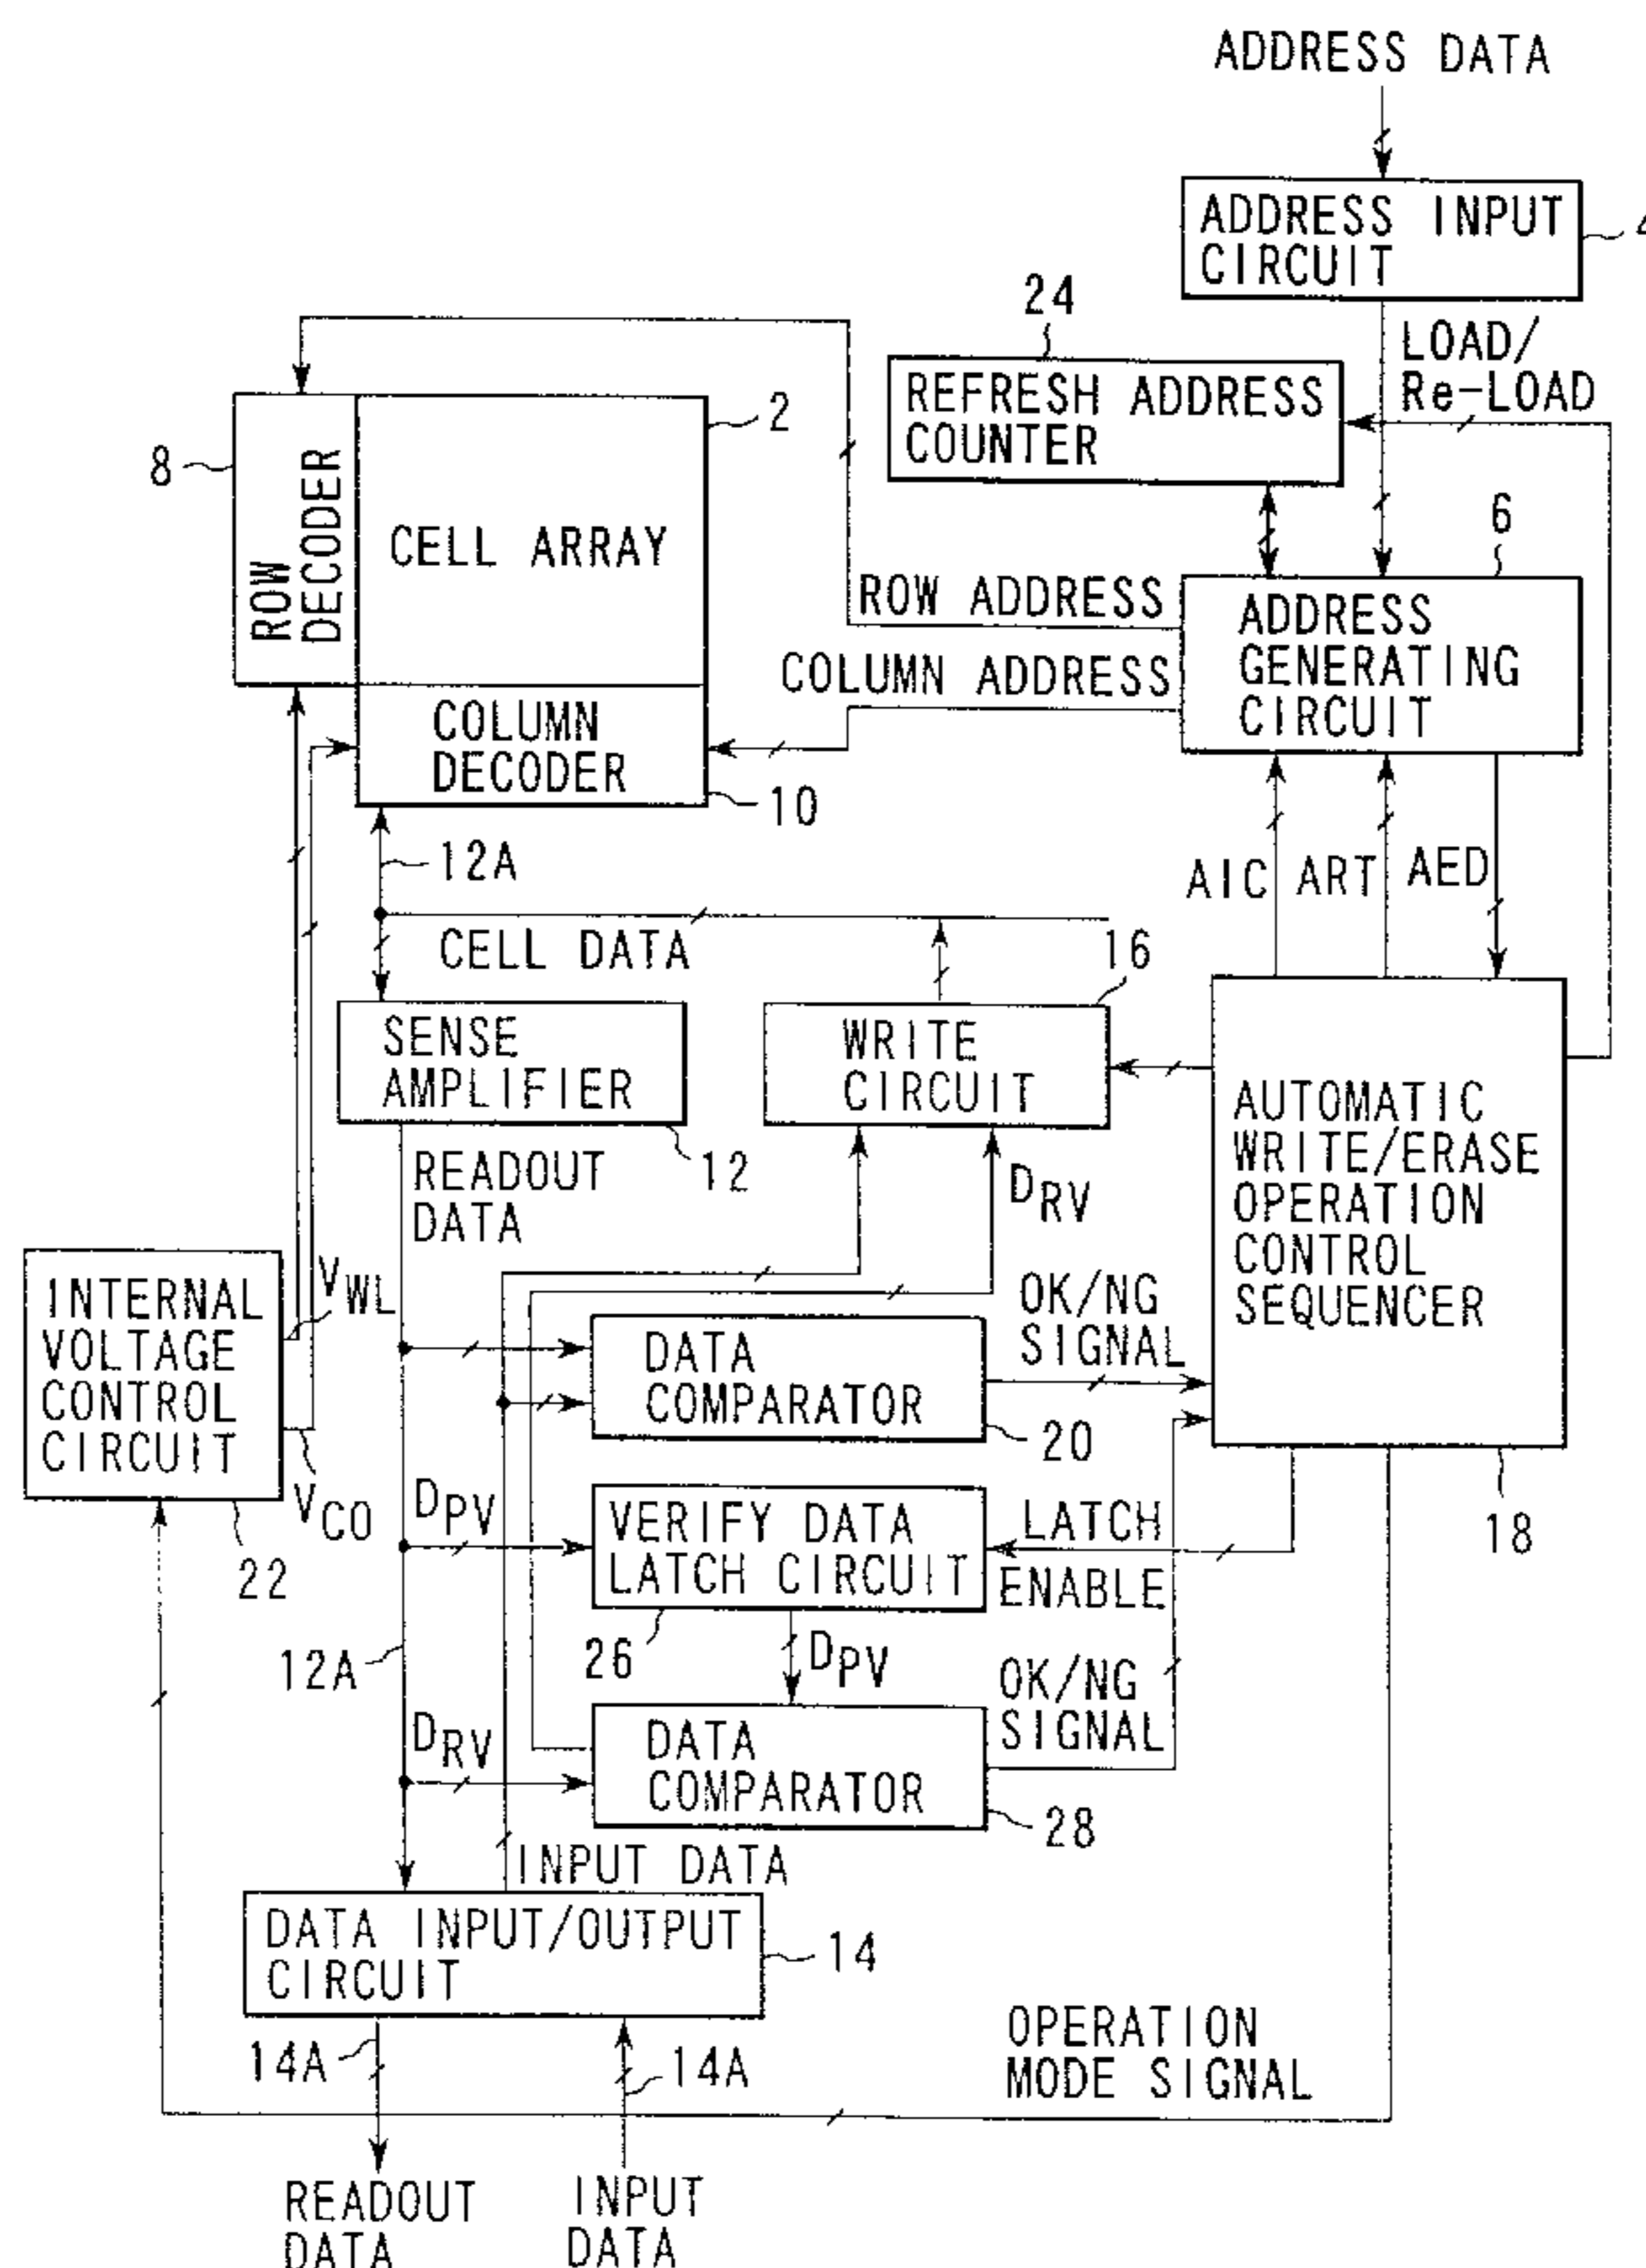 ADDRESS DATA
ADDRESS INPUT
CIRCUIT
24
LOAD/
Re-LOAD
REFRESH ADDRESS
COUNTER
2
8
ROW
DECODER
CELL ARRAY
6
ROW ADDRESS
ADDRESS
GENERATING
CIRCUIT
COLUMN ADDRESS
COLUMN
DECODER
10
12A
AIC
ART
AED
CELL DATA
16
SENSE
AMPLIFIER
WRITE
CIRCUIT
12
READOUT
DATA
DRV
AUTOMATIC
WRITE/ERASE
OPERATION
CONTROL
SEQUENCER
INTERNAL
VOLTAGE
CONTROL
CIRCUIT
VWL
OK/NG
SIGNAL
DATA
COMPARATOR
20
VCO
22
DPV
VERIFY DATA
LATCH CIRCUIT
LATCH
ENABLE
18
26
DPV
12A
OK/NG
SIGNAL
DRV
DATA
COMPARATOR
28
INPUT DATA
DATA INPUT/OUTPUT
CIRCUIT
14
14A
14A
OPERATION
MODE SIGNAL
READOUT
DATA
INPUT
DATA